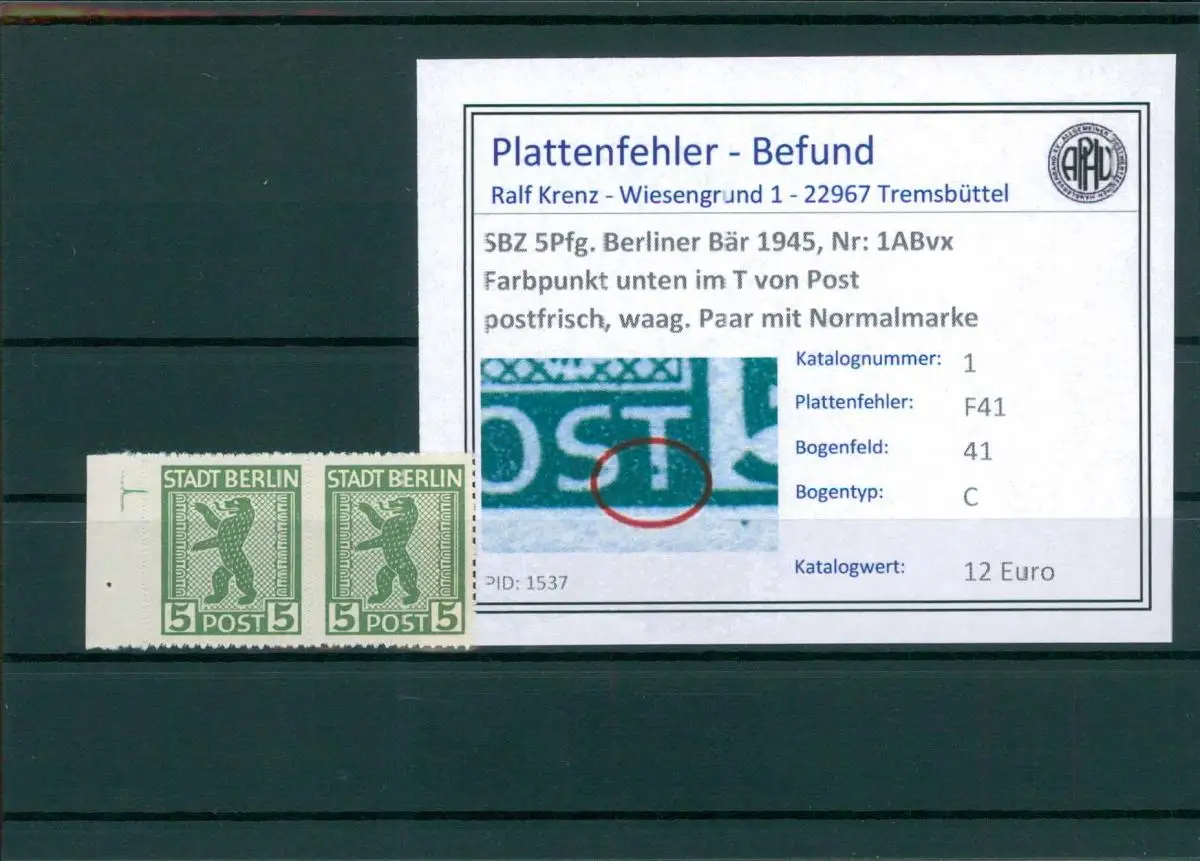 Plattenfehler - Befund
Ralf Krenz - Wiesengrund 1 - 22967 Tremsbüttel
APHV
SBZ 5Pfg. Berliner Bär 1945, Nr: 1ABvx
Farbpunkt unten im T von Post
postfrisch, waag. Paar mit Normalmarke
OST
Katalognummer: 1
Plattenfehler: F41
Bogenfeld: 41
Bogentyp: C
Katalogwert: 12 Euro
PID: 1537
STADT BERLIN STADT BERLIN
5 POST 5 5 POST 5